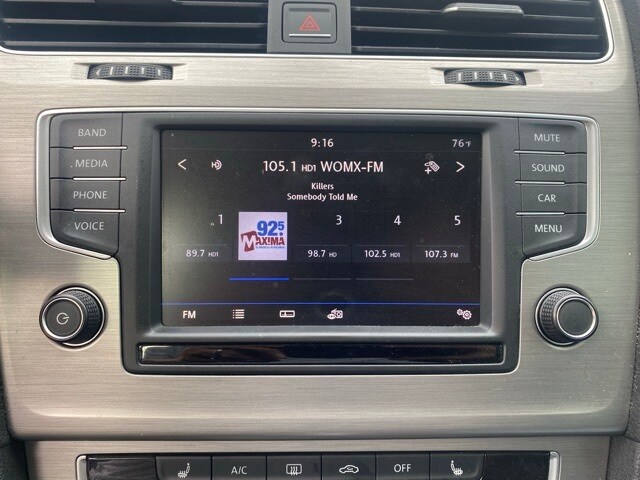 BAND
MEDIA
PHONE
VOICE
9:16 76°F
105.1 HD1 WOMX-FM
Killers
Somebody Told Me
1 3 4 5
92.5
MAXIMA
89.7 HD1 98.7 HD 102.5 HD1 107.3 FM
FM
MUTE
SOUND
CAR
MENU
A/C OFF